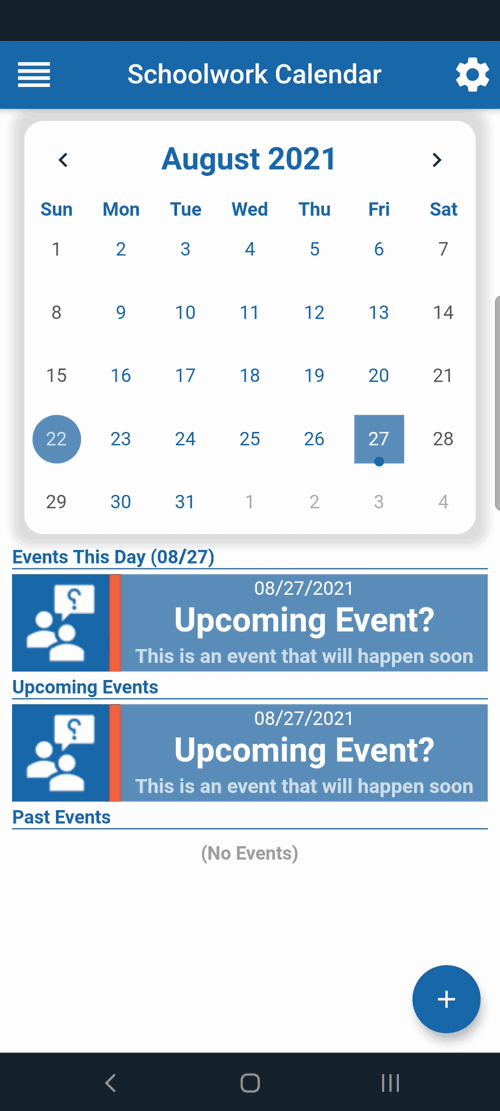 Schoolwork Calendar
August 2021
Sun Mon Tue Wed Thu Fri Sat
1 2 3 4 5 6 7
8 9 10 11 12 13 14
15 16 17 18 19 20 21
22 23 24 25 26 27 28
29 30 31 1 2 3 4
Events This Day (08/27)
08/27/2021
Upcoming Event?
This is an event that will happen soon
Upcoming Events
08/27/2021
Upcoming Event?
This is an event that will happen soon
Past Events
(No Events)